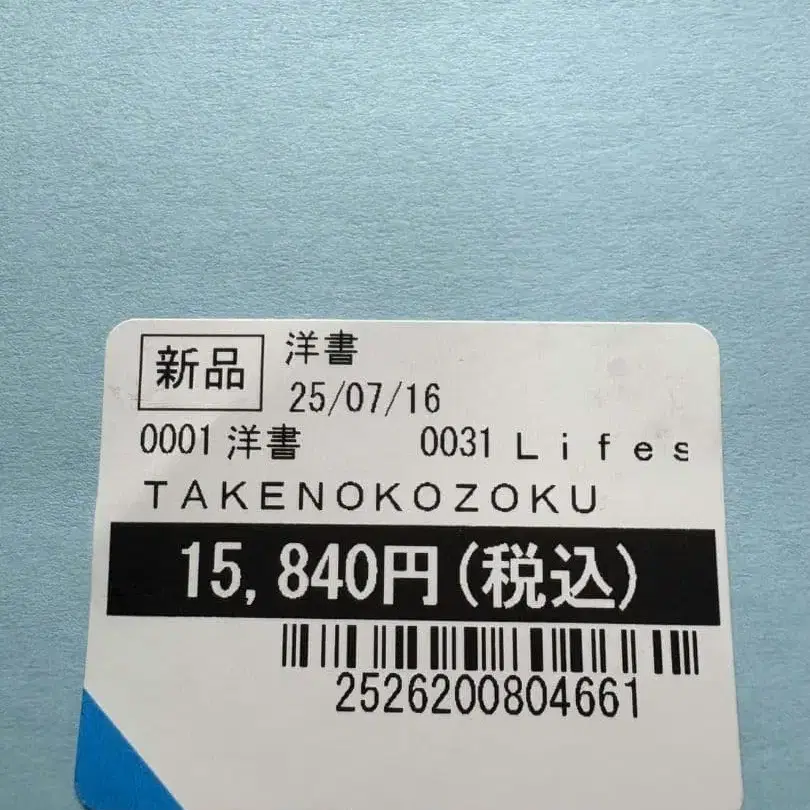 新品 洋書
25/07/16
0001 洋書 0031 Lifes
TAKENOKOZOKU
15,840円(税込)
2526200804661